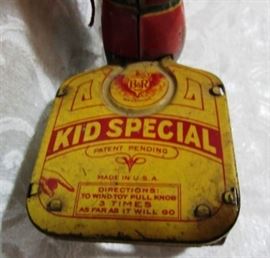 B&R
KID SPECIAL
PATENT PENDING
MADE IN U.S.A.
DIRECTIONS:
TO WIND TOY PULL KNOB
3 TIMES
AS FAR AS IT WILL GO